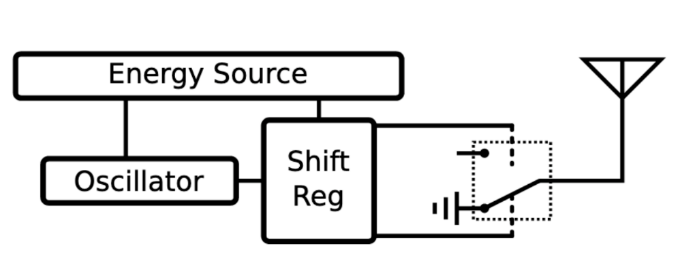 Energy Source
Oscillator
Shift
Reg